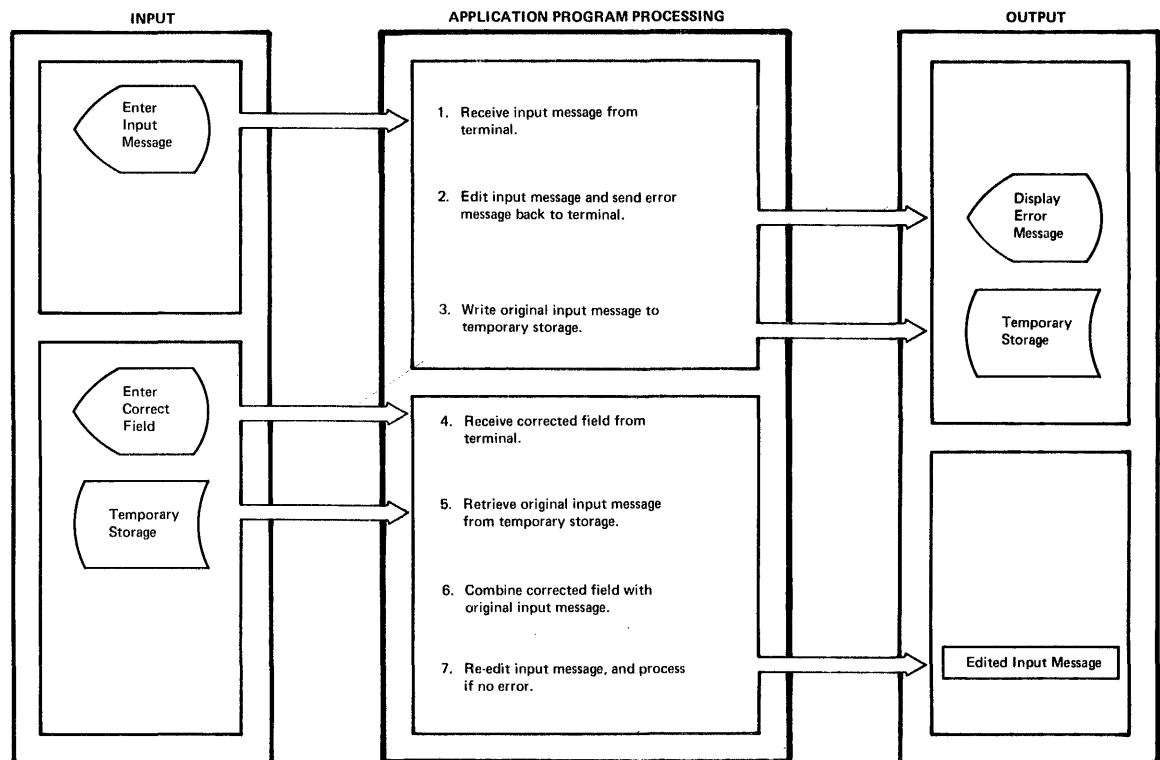 INPUT
APPLICATION PROGRAM PROCESSING
OUTPUT
Enter
Input
Message
1. Receive input message from
terminal.
2. Edit input message and send error
message back to terminal.
Display
Error
Message
3. Write original input message to
temporary storage.
Temporary
Storage
Enter
Correct
Field
4. Receive corrected field from
terminal.
Temporary
Storage
5. Retrieve original input message
from temporary storage.
6. Combine corrected field with
original input message.
7. Re-edit input message, and process
if no error.
Edited Input Message